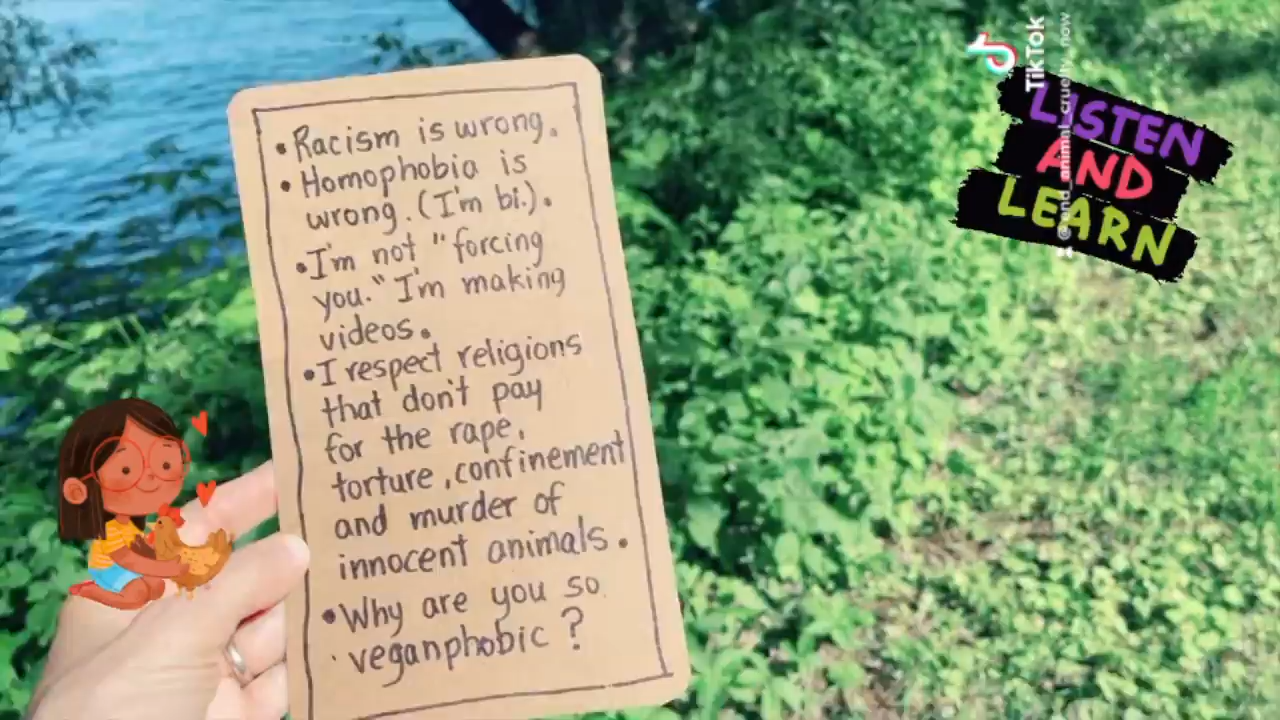 • Racism is wrong.
• Homophobia is
wrong. (I'm bi.).
• I'm not "forcing
you." I'm making
videos.
• I respect religions
that don't pay
for the rape,
torture, confinement
and murder of
innocent animals.
• Why are you so
veganphobic?
TikTok
LISTEN
AND
LEARN